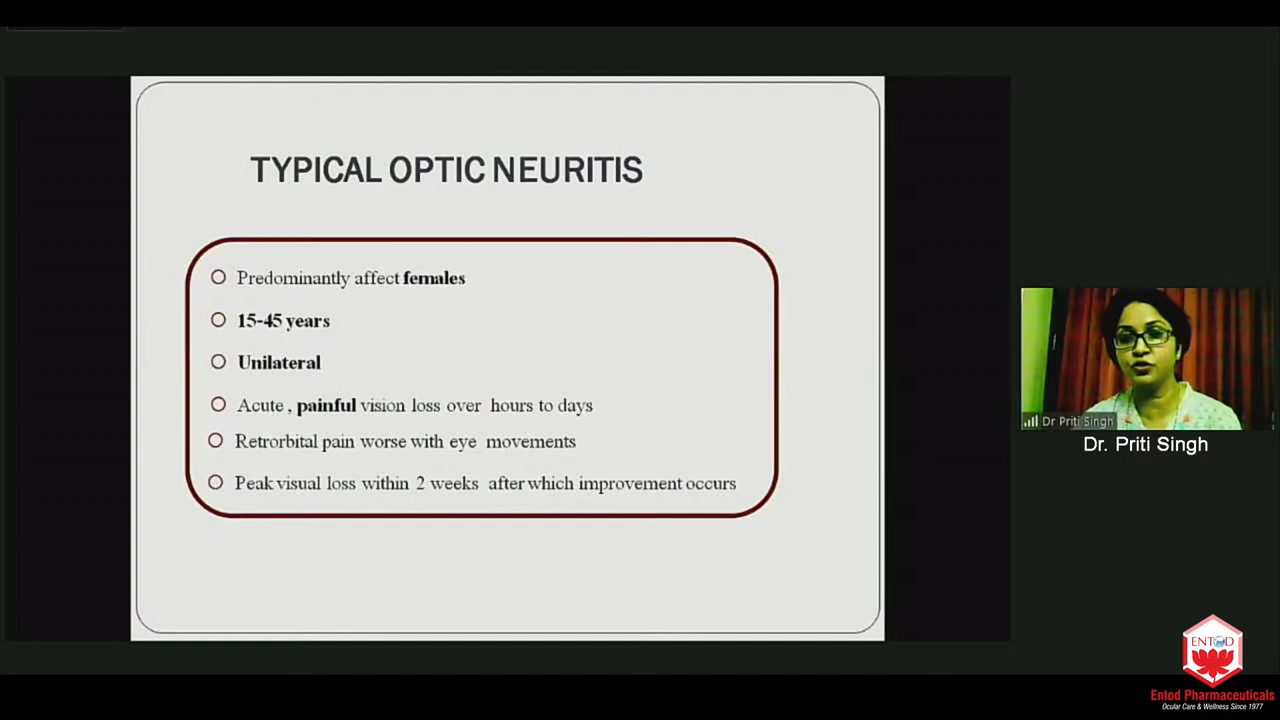 TYPICAL OPTIC NEURITIS
Predominantly affect females
15-45 years
Unilateral
Acute , painful vision loss over hours to days
Retrorbital pain worse with eye movements
Peak visual loss within 2 weeks after which improvement occurs
Dr Priti Singh
Dr. Priti Singh
ENTOD
Entod Pharmaceuticals
Ocular Care & Wellness Since 1977